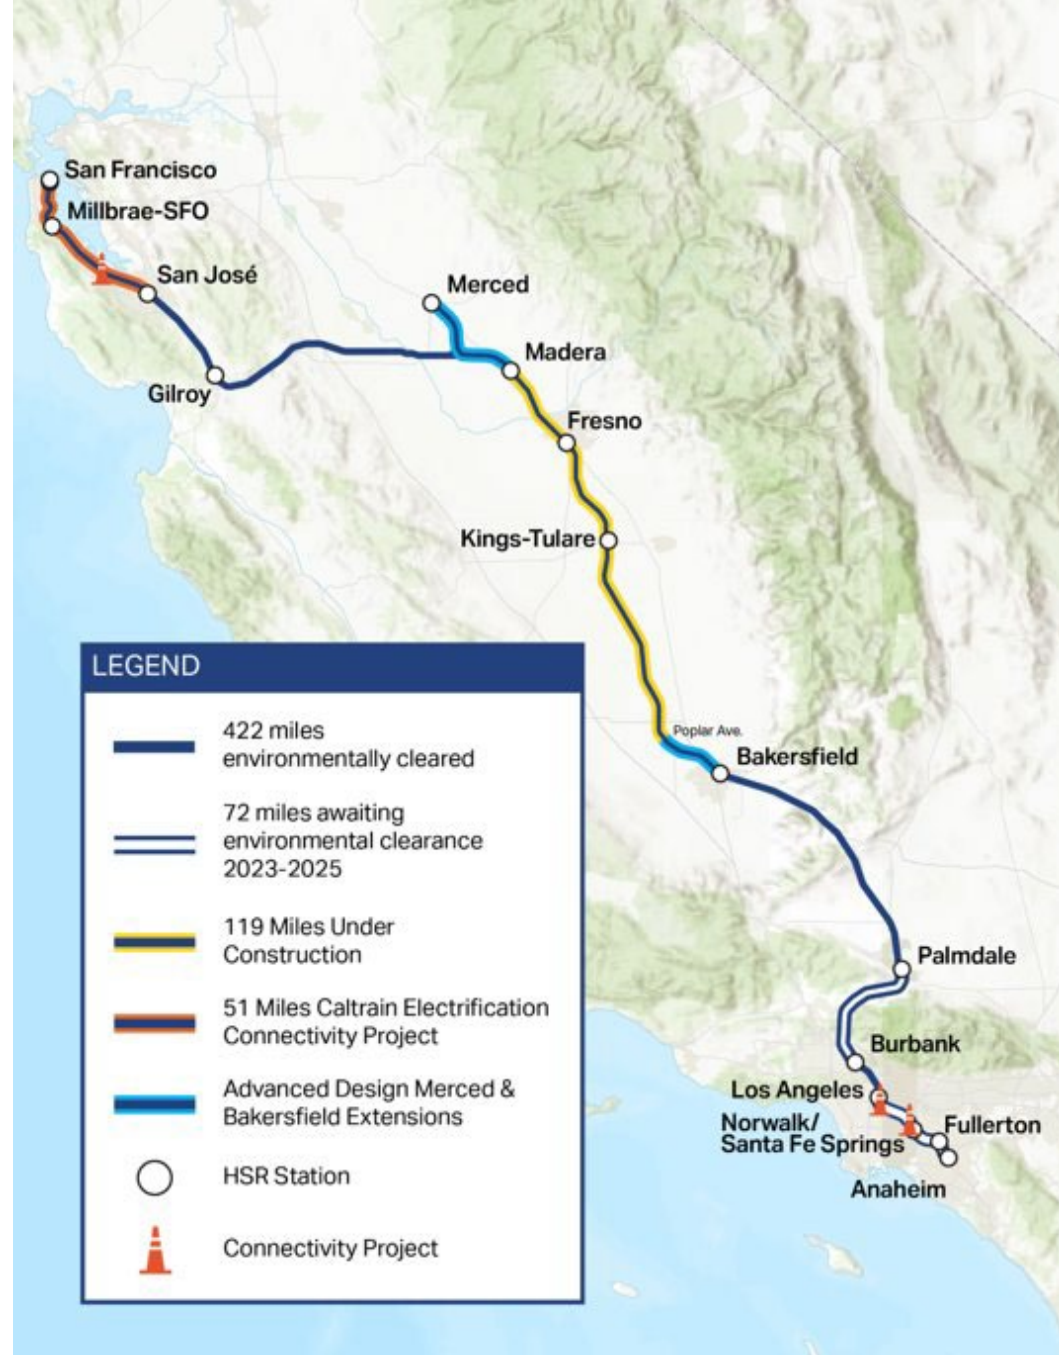 San Francisco
Millbrae-SFO
San José
Merced
Madera
Gilroy
Fresno
Kings-Tulare
Poplar Ave.
Bakersfield
Palmdale
Burbank
Los Angeles
Norwalk/
Santa Fe Springs
Fullerton
Anaheim
LEGEND
422 miles
environmentally cleared
72 miles awaiting
environmental clearance
2023-2025
119 Miles Under
Construction
51 Miles Caltrain Electrification
Connectivity Project
Advanced Design Merced &
Bakersfield Extensions
HSR Station
Connectivity Project